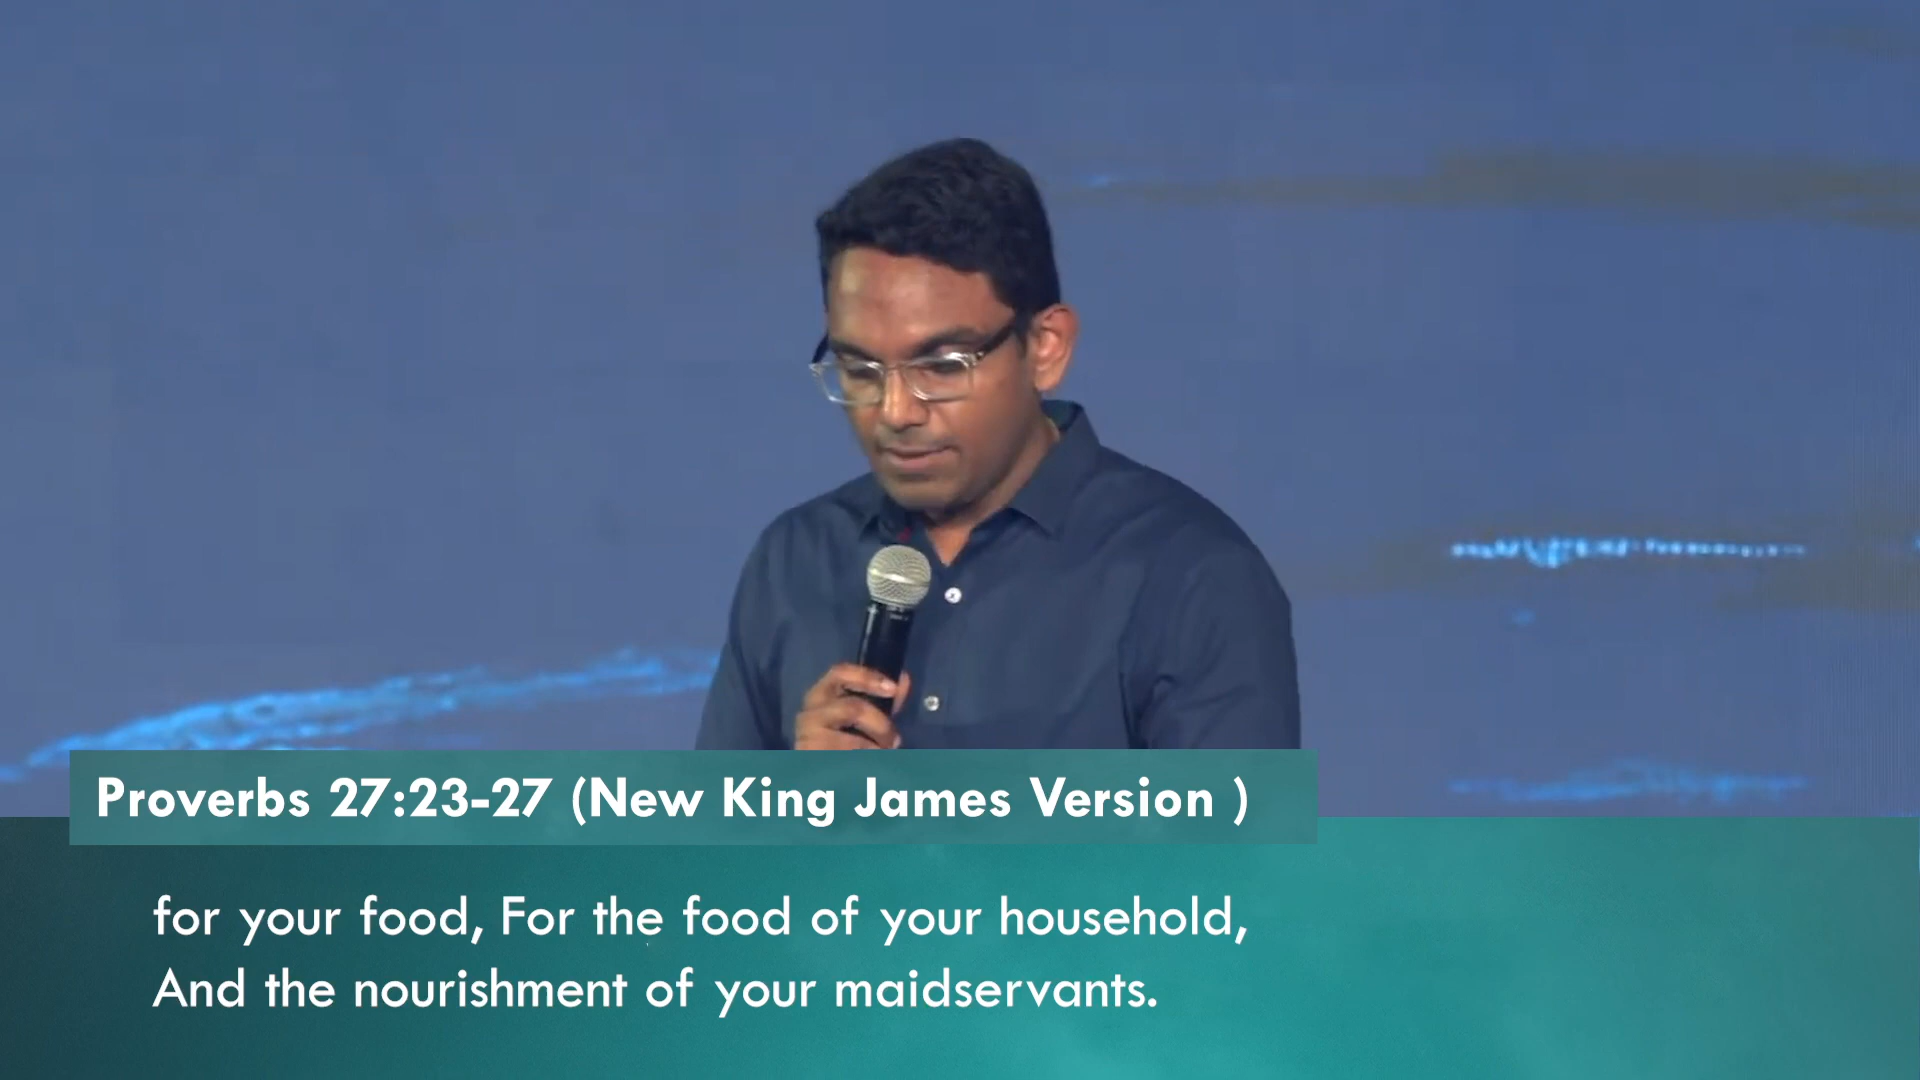 Proverbs 27:23-27 (New King James Version )
for your food, For the food of your household,
And the nourishment of your maidservants.